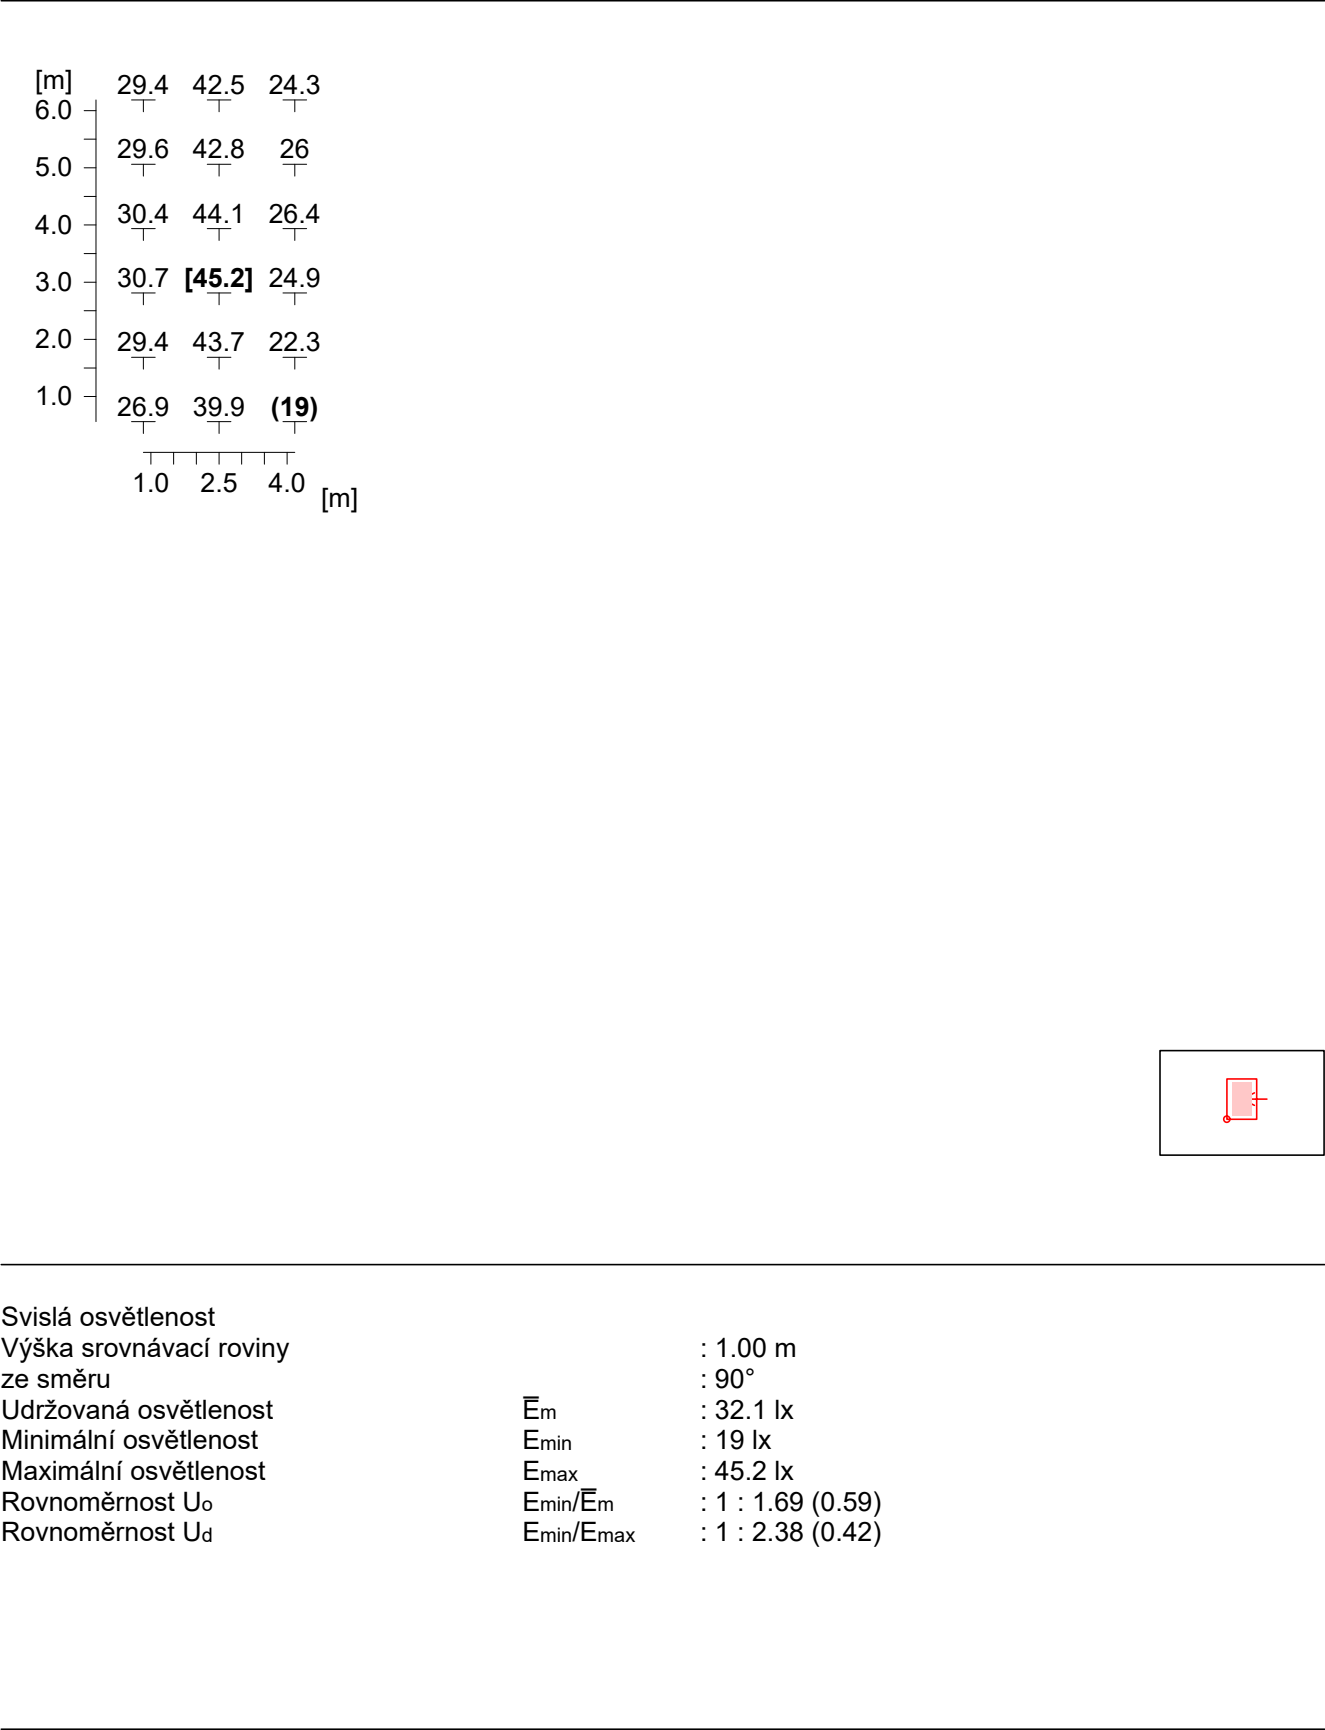 [m] 29.4 42.5 24.3
6.0
29.6 42.8 26
5.0
30.4 44.1 26.4
4.0
30.7 [45.2] 24.9
3.0
29.4 43.7 22.3
2.0
1.0
26.9 39.9 (19)
1.0 2.5 4.0 [m]
Svislá osvětlenost
Výška srovnávací roviny : 1.00 m
ze směru : 90°
Udržovaná osvětlenost Ēm : 32.1 lx
Minimální osvětlenost Emin : 19 lx
Maximální osvětlenost Emax : 45.2 lx
Rovnoměrnost Uo Emin/Ēm : 1 : 1.69 (0.59)
Rovnoměrnost Ud Emin/Emax : 1 : 2.38 (0.42)